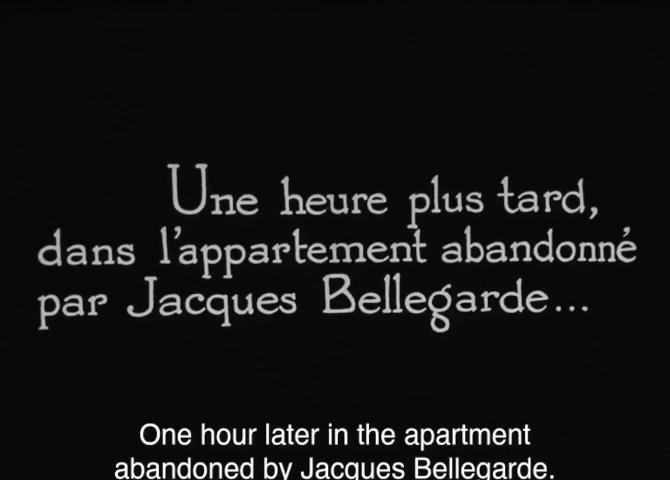 Une heure plus tard,
dans l'appartement abandonné
par Jacques Bellegarde...
One hour later in the apartment
abandoned by Jacques Bellegarde.